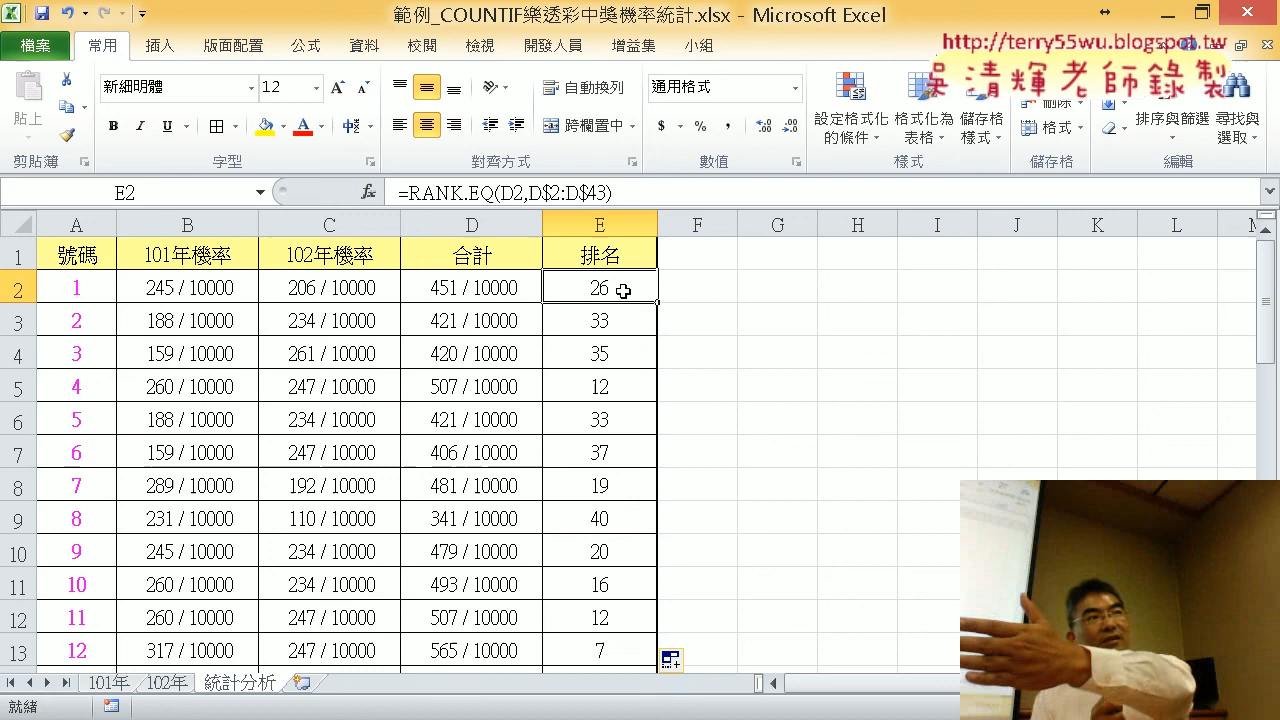 範例_COUNTIF樂透彩中獎機率統計.xlsx - Microsoft Excel
檔案 常用 插入 版面配置 公式 資料 校閱 檢視 開發人員 增益集 小組
http://terry55wu.blogspot.tw
吳清輝老師錄製
新細明體 12 自動換列 通用格式
貼上 B I U 跨欄置中 $ % , 設定格式化的條件 格式化為表格 儲存格樣式 刪除 格式 排序與篩選 尋找與選取
剪貼簿 字型 對齊方式 數值 樣式 儲存格 編輯
E2 fx =RANK.EQ(D2,D$2:D$43)
A B C D E F G H I J K L
1 號碼 101年機率 102年機率 合計 排名
2 1 245 / 10000 206 / 10000 451 / 10000 26
3 2 188 / 10000 234 / 10000 421 / 10000 33
4 3 159 / 10000 261 / 10000 420 / 10000 35
5 4 260 / 10000 247 / 10000 507 / 10000 12
6 5 188 / 10000 234 / 10000 421 / 10000 33
7 6 159 / 10000 247 / 10000 406 / 10000 37
8 7 289 / 10000 192 / 10000 481 / 10000 19
9 8 231 / 10000 110 / 10000 341 / 10000 40
10 9 245 / 10000 234 / 10000 479 / 10000 20
11 10 260 / 10000 234 / 10000 493 / 10000 16
12 11 260 / 10000 247 / 10000 507 / 10000 12
13 12 317 / 10000 247 / 10000 565 / 10000 7
101年 102年 統計分析
就緒